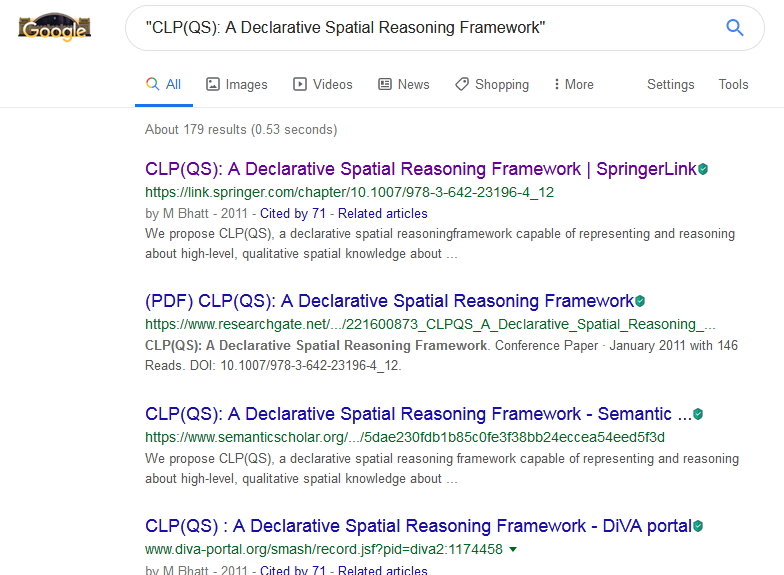 Google
"CLP(QS): A Declarative Spatial Reasoning Framework"
All Images Videos News Shopping More Settings Tools
About 179 results (0.53 seconds)
CLP(QS): A Declarative Spatial Reasoning Framework | SpringerLink
https://link.springer.com/chapter/10.1007/978-3-642-23196-4_12
by M Bhatt - 2011 - Cited by 71 - Related articles
We propose CLP(QS), a declarative spatial reasoningframework capable of representing and reasoning
about high-level, qualitative spatial knowledge about ...
(PDF) CLP(QS): A Declarative Spatial Reasoning Framework
https://www.researchgate.net/.../221600873_CLPQS_A_Declarative_Spatial_Reasoning_...
CLP(QS): A Declarative Spatial Reasoning Framework. Conference Paper · January 2011 with 146
Reads. DOI: 10.1007/978-3-642-23196-4_12.
CLP(QS): A Declarative Spatial Reasoning Framework - Semantic ...
https://www.semanticscholar.org/.../5dae230fdb1b85c0fe3f38bb24eccea54eed5f3d
We propose CLP(QS), a declarative spatial reasoning framework capable of representing and reasoning
about high-level, qualitative spatial knowledge about ...
CLP(QS) : A Declarative Spatial Reasoning Framework - DiVA portal
www.diva-portal.org/smash/record.jsf?pid=diva2:1174458
by M Bhatt - 2011 - Cited by 71 - Related articles